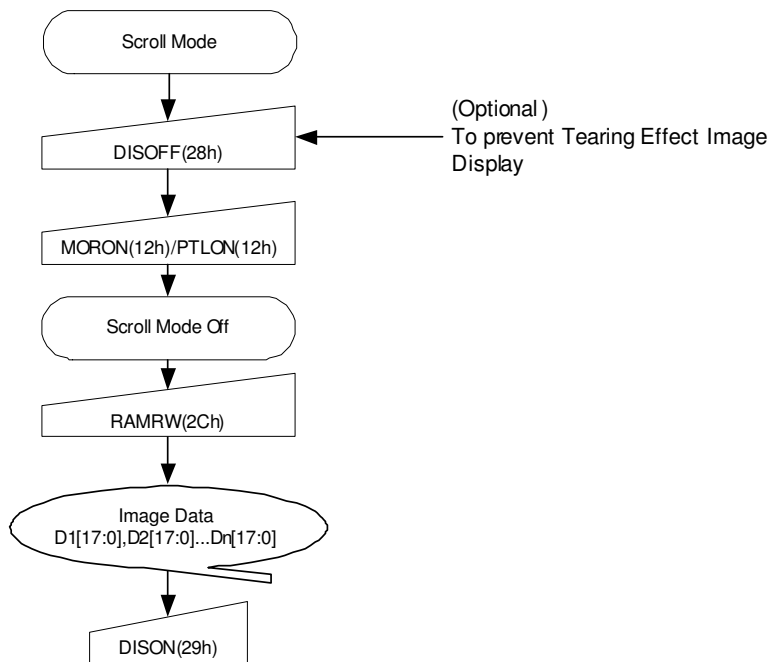 Scroll Mode
(Optional)
To prevent Tearing Effect Image
Display
DISOFF(28h)
MORON(12h)/PTLON(12h)
Scroll Mode Off
RAMRW(2Ch)
Image Data
D1[17:0],D2[17:0]...Dn[17:0]
DISON(29h)